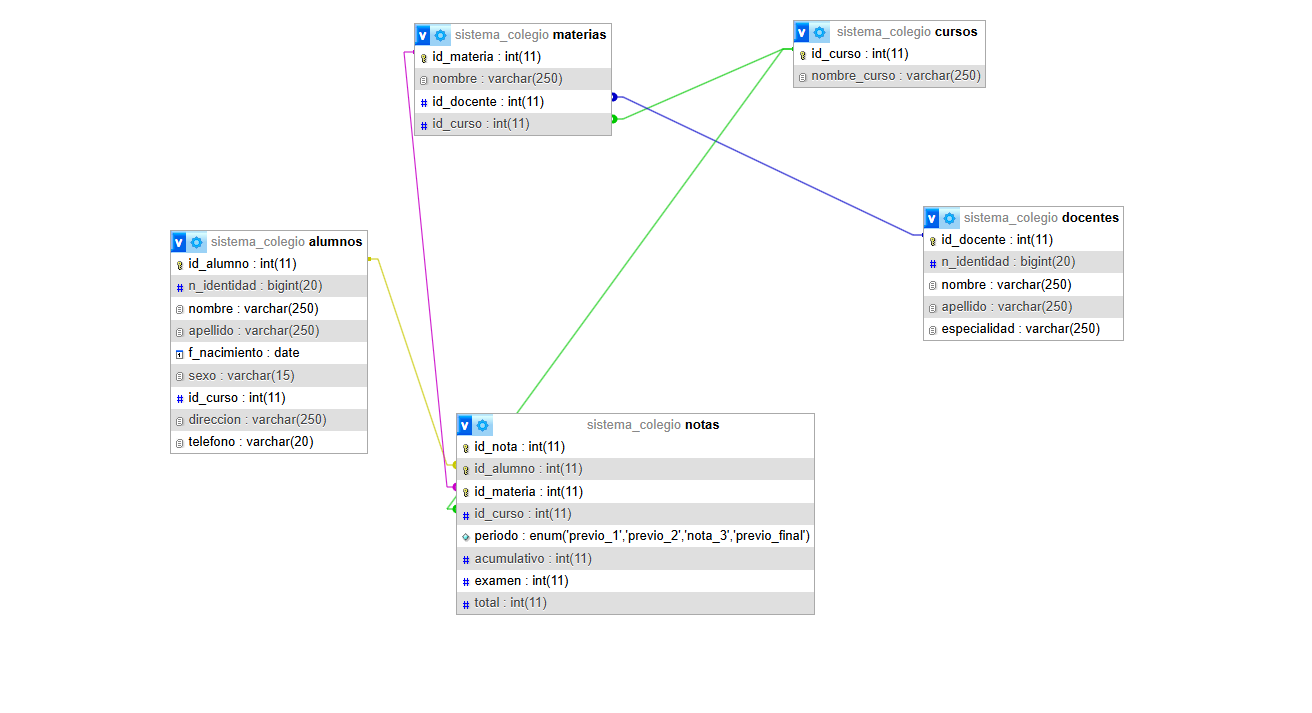 sistema_colegio materias
id_materia : int(11)
nombre : varchar(250)
id_docente : int(11)
id_curso : int(11)
sistema_colegio cursos
id_curso : int(11)
nombre_curso : varchar(250)
sistema_colegio docentes
id_docente : int(11)
n_identidad : bigint(20)
nombre : varchar(250)
apellido : varchar(250)
especialidad : varchar(250)
sistema_colegio alumnos
id_alumno : int(11)
n_identidad : bigint(20)
nombre : varchar(250)
apellido : varchar(250)
f_nacimiento : date
sexo : varchar(15)
id_curso : int(11)
direccion : varchar(250)
telefono : varchar(20)
sistema_colegio notas
id_nota : int(11)
id_alumno : int(11)
id_materia : int(11)
id_curso : int(11)
periodo : enum('previo_1','previo_2','nota_3','previo_final')
acumulativo : int(11)
examen : int(11)
total : int(11)